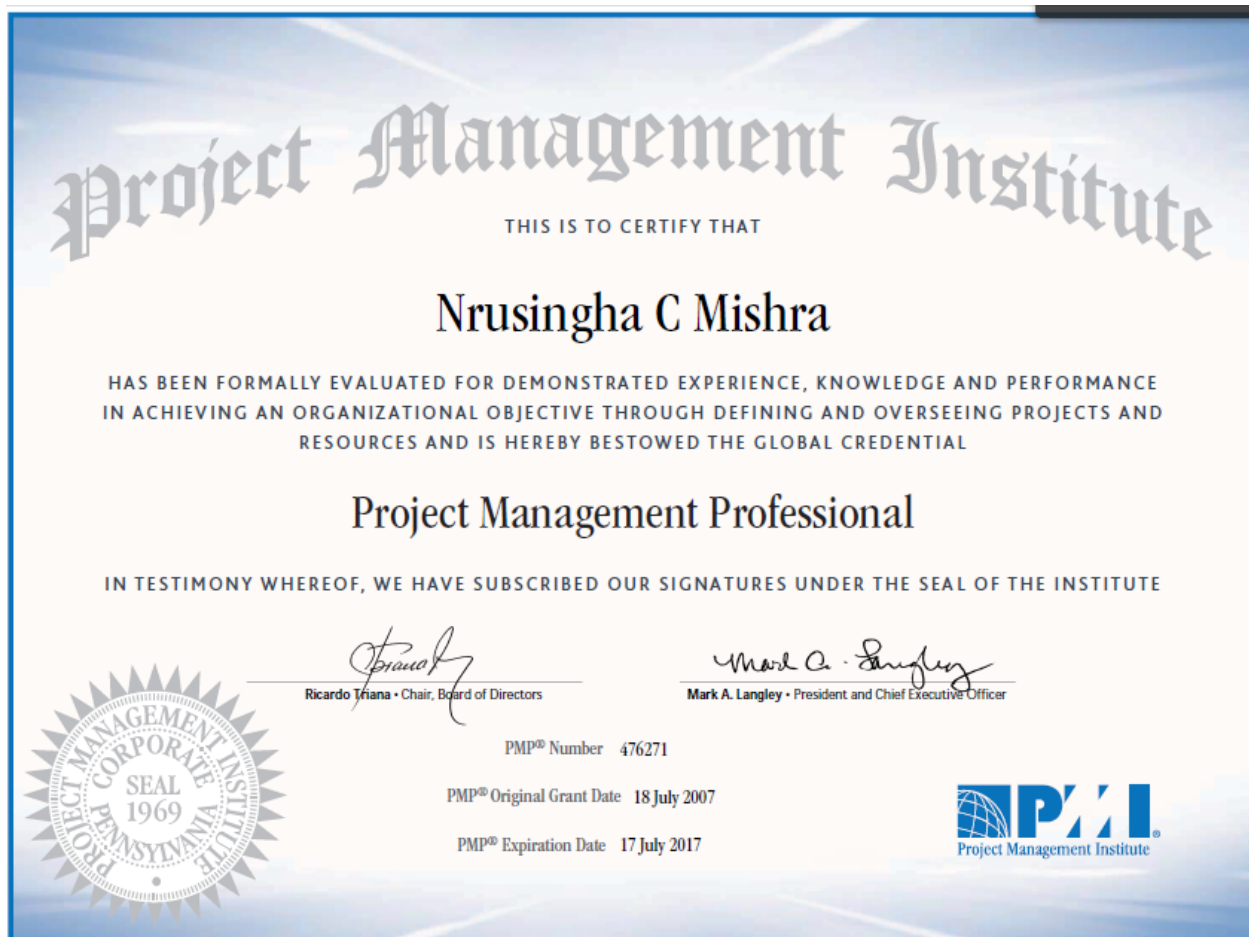 Project Management Institute
THIS IS TO CERTIFY THAT
Nrusingha C Mishra
HAS BEEN FORMALLY EVALUATED FOR DEMONSTRATED EXPERIENCE, KNOWLEDGE AND PERFORMANCE
IN ACHIEVING AN ORGANIZATIONAL OBJECTIVE THROUGH DEFINING AND OVERSEEING PROJECTS AND
RESOURCES AND IS HEREBY BESTOWED THE GLOBAL CREDENTIAL
Project Management Professional
IN TESTIMONY WHEREOF, WE HAVE SUBSCRIBED OUR SIGNATURES UNDER THE SEAL OF THE INSTITUTE
Mark A. Langley
Ricardo Triana • Chair, Board of Directors
Mark A. Langley • President and Chief Executive Officer
PMP® Number 476271
PMP® Original Grant Date 18 July 2007
PMP® Expiration Date 17 July 2017
PROJECT MANAGEMENT INSTITUTE
CORPORATE
SEAL
1969
PENNSYLVANIA
PMI®
Project Management Institute